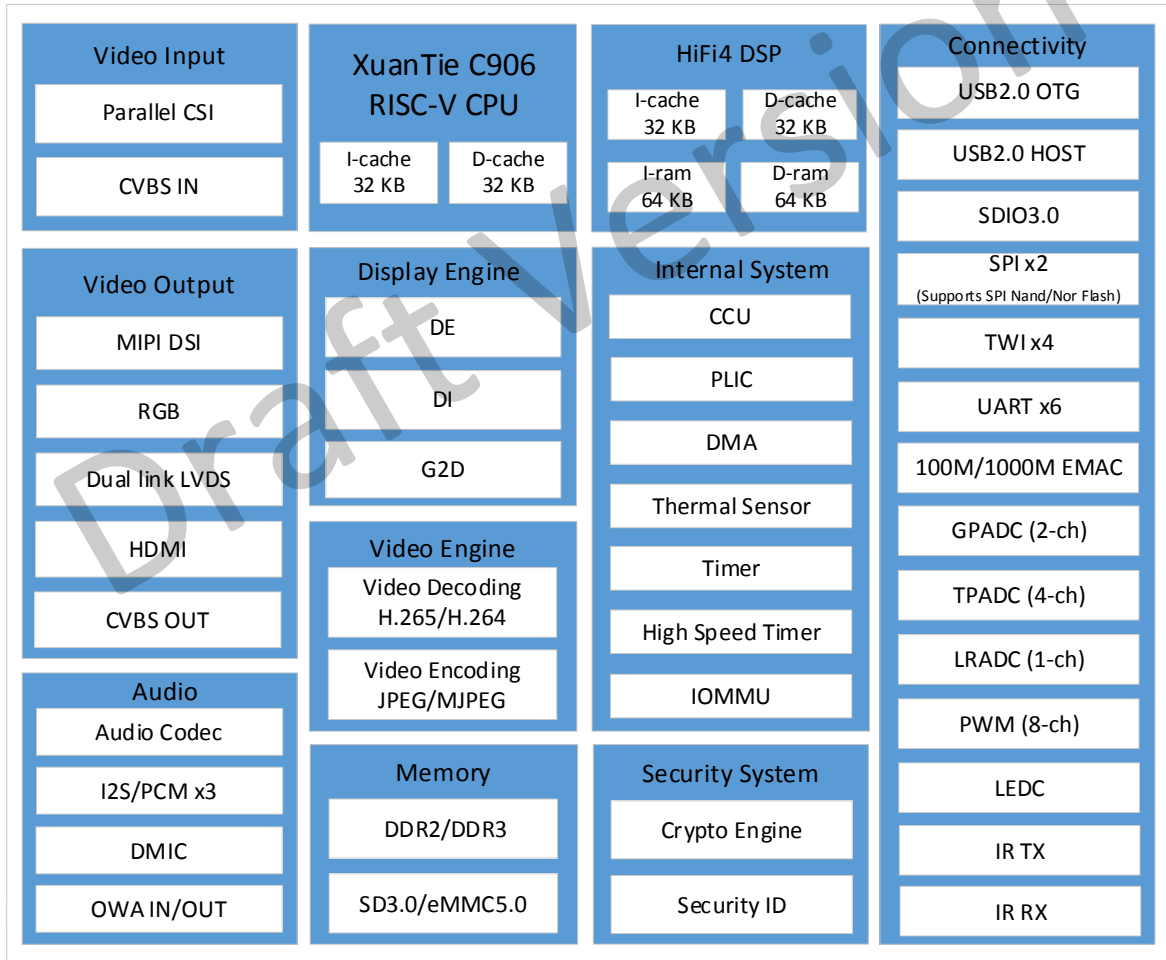 Video Input
Parallel CSI
CVBS IN
XuanTie C906
RISC-V CPU
I-cache
32 KB
D-cache
32 KB
HiFi4 DSP
I-cache
32 KB
D-cache
32 KB
I-ram
64 KB
D-ram
64 KB
Connectivity
USB2.0 OTG
USB2.0 HOST
SDIO3.0
SPI x2
(Supports SPI Nand/Nor Flash)
TWI x4
UART x6
100M/1000M EMAC
GPADC (2-ch)
TPADC (4-ch)
LRADC (1-ch)
PWM (8-ch)
LEDC
IR TX
IR RX
Video Output
MIPI DSI
RGB
Dual link LVDS
HDMI
CVBS OUT
Display Engine
DE
DI
G2D
Internal System
CCU
PLIC
DMA
Thermal Sensor
Timer
High Speed Timer
IOMMU
Video Engine
Video Decoding
H.265/H.264
Video Encoding
JPEG/MJPEG
Audio
Audio Codec
I2S/PCM x3
DMIC
OWA IN/OUT
Memory
DDR2/DDR3
SD3.0/eMMC5.0
Security System
Crypto Engine
Security ID
Draft Version